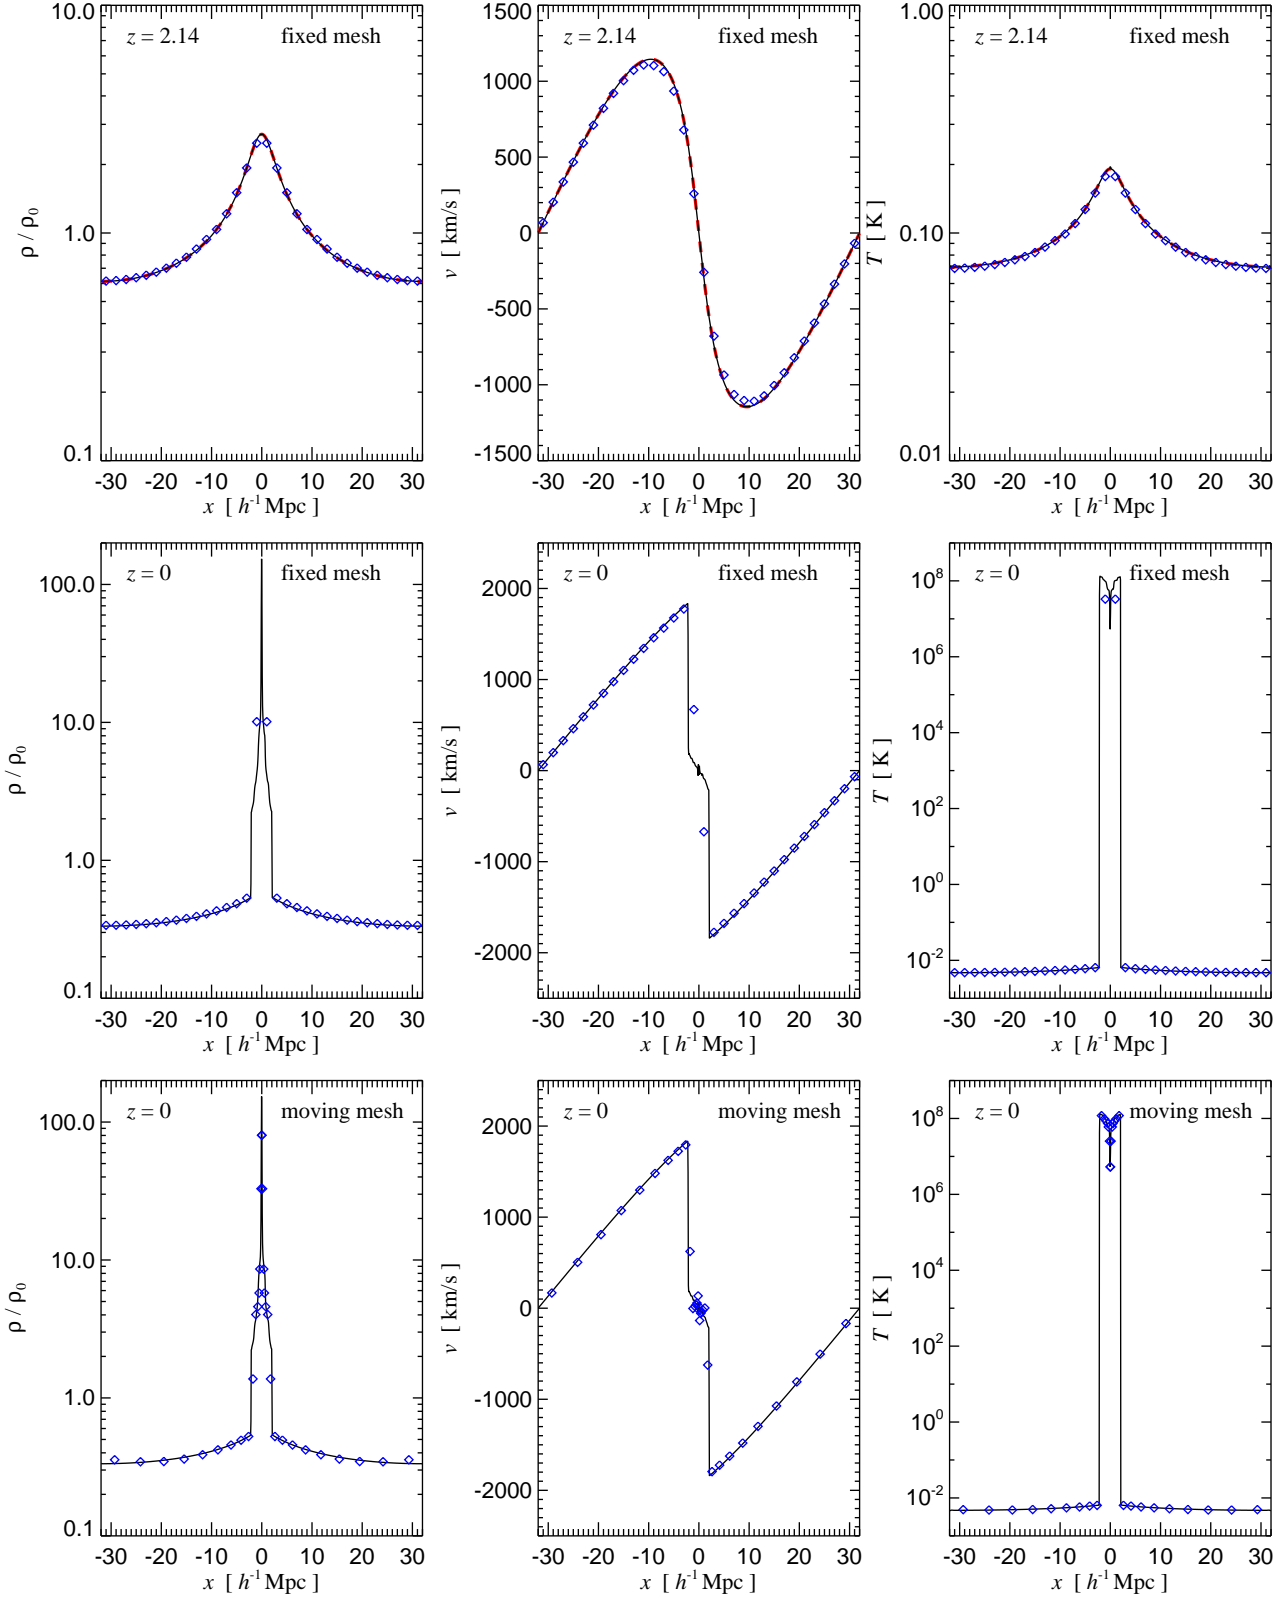 10.0
1.0
0.1
ρ / ρ0
z = 2.14 fixed mesh
-30 -20 -10 0 10 20 30
x [ h-1 Mpc ]
1500
1000
500
0
-500
-1000
-1500
v [ km/s ]
z = 2.14 fixed mesh
-30 -20 -10 0 10 20 30
x [ h-1 Mpc ]
1.00
0.10
0.01
T [ K ]
z = 2.14 fixed mesh
-30 -20 -10 0 10 20 30
x [ h-1 Mpc ]
100.0
10.0
1.0
0.1
ρ / ρ0
z = 0 fixed mesh
-30 -20 -10 0 10 20 30
x [ h-1 Mpc ]
2000
1000
0
-1000
-2000
v [ km/s ]
z = 0 fixed mesh
-30 -20 -10 0 10 20 30
x [ h-1 Mpc ]
10^8
10^6
10^4
10^2
10^0
10^-2
T [ K ]
z = 0 fixed mesh
-30 -20 -10 0 10 20 30
x [ h-1 Mpc ]
100.0
10.0
1.0
0.1
ρ / ρ0
z = 0 moving mesh
-30 -20 -10 0 10 20 30
x [ h-1 Mpc ]
2000
1000
0
-1000
-2000
v [ km/s ]
z = 0 moving mesh
-30 -20 -10 0 10 20 30
x [ h-1 Mpc ]
10^8
10^6
10^4
10^2
10^0
10^-2
T [ K ]
z = 0 moving mesh
-30 -20 -10 0 10 20 30
x [ h-1 Mpc ]